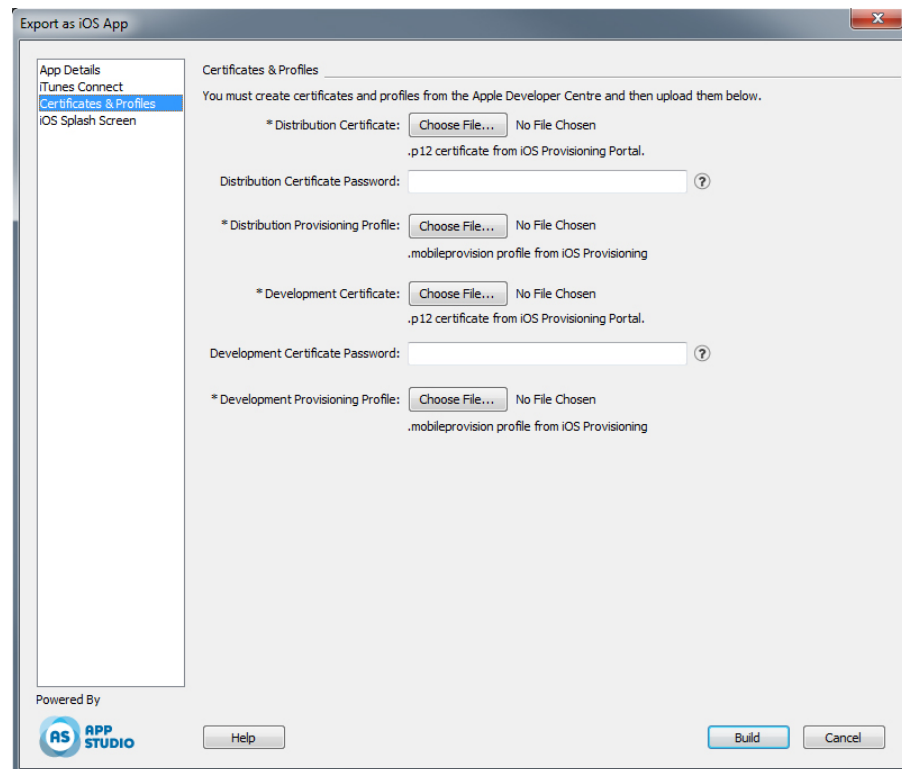 Export as iOS App
App Details
iTunes Connect
Certificates & Profiles
iOS Splash Screen
Certificates & Profiles
You must create certificates and profiles from the Apple Developer Centre and then upload them below.
* Distribution Certificate: Choose File... No File Chosen
.p12 certificate from iOS Provisioning Portal.
Distribution Certificate Password: ?
* Distribution Provisioning Profile: Choose File... No File Chosen
.mobileprovision profile from iOS Provisioning
* Development Certificate: Choose File... No File Chosen
.p12 certificate from iOS Provisioning Portal.
Development Certificate Password: ?
* Development Provisioning Profile: Choose File... No File Chosen
.mobileprovision profile from iOS Provisioning
Powered By
AS APP
STUDIO
Help Build Cancel